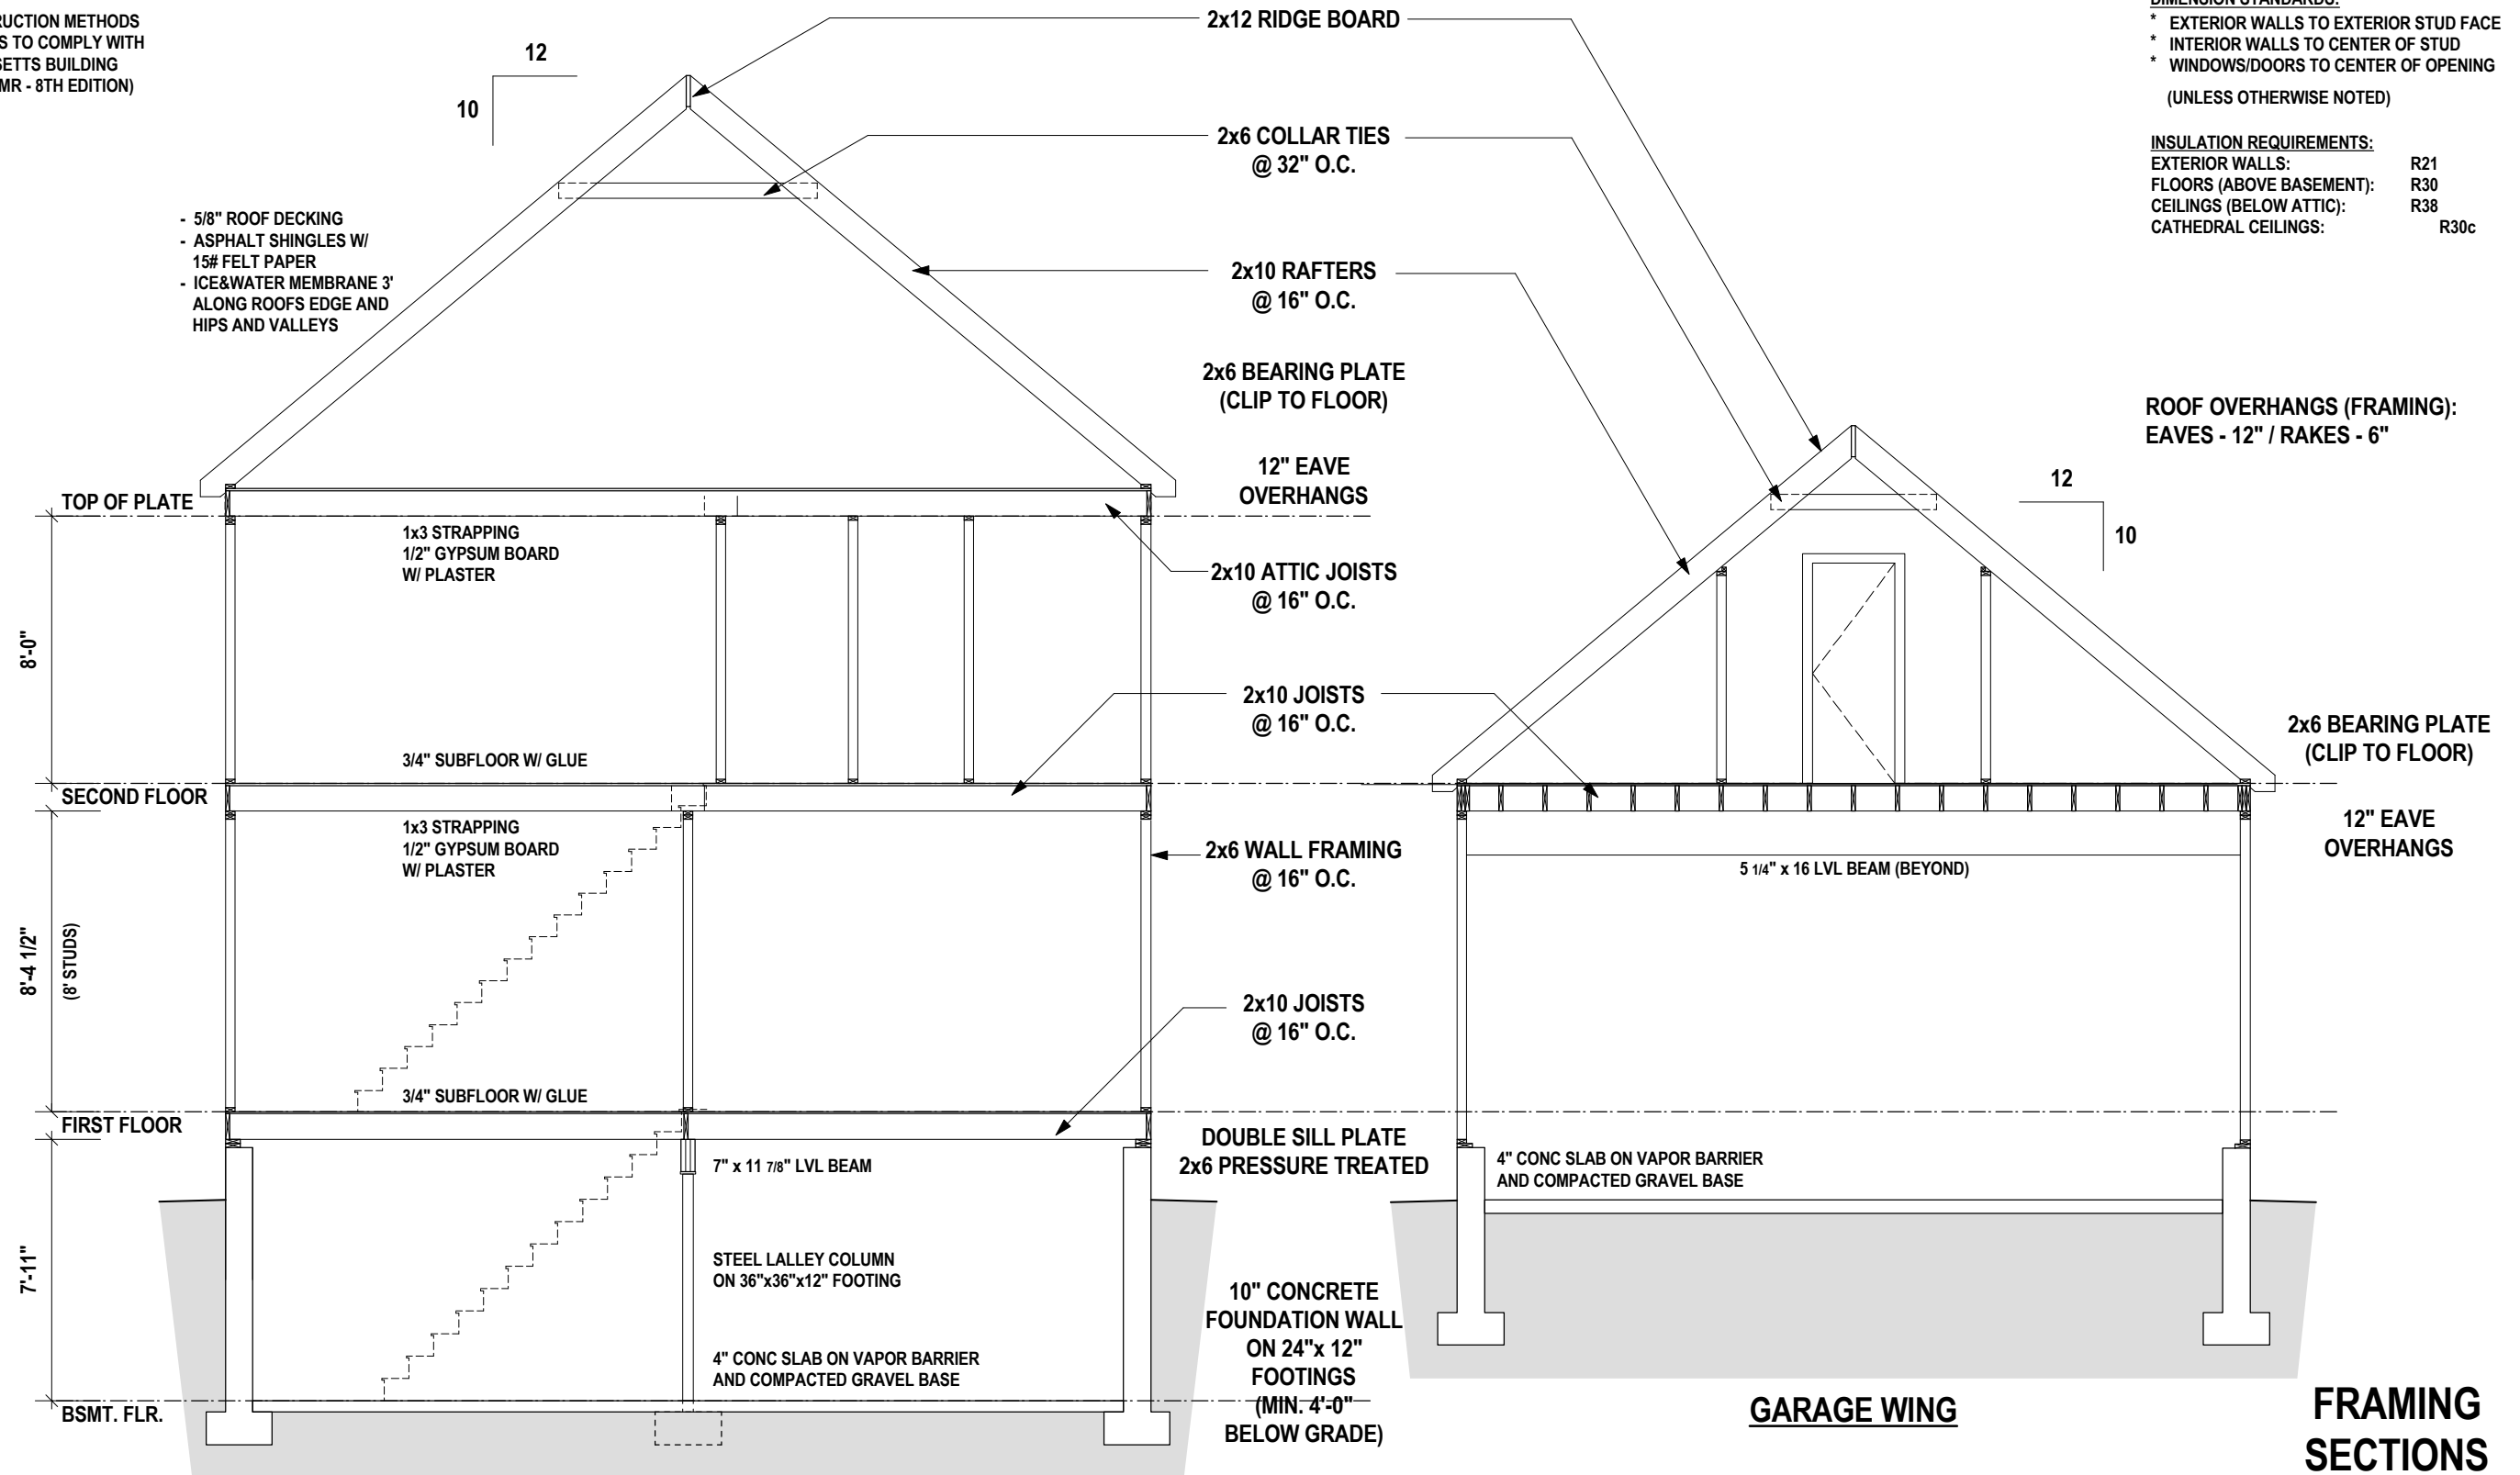 RUCTION METHODS
S TO COMPLY WITH
SETTS BUILDING
MR - 8TH EDITION)
12
10
- 5/8" ROOF DECKING
- ASPHALT SHINGLES W/
15# FELT PAPER
- ICE&WATER MEMBRANE 3'
ALONG ROOFS EDGE AND
HIPS AND VALLEYS
TOP OF PLATE
1x3 STRAPPING
1/2" GYPSUM BOARD
W/ PLASTER
8'-0"
3/4" SUBFLOOR W/ GLUE
SECOND FLOOR
1x3 STRAPPING
1/2" GYPSUM BOARD
W/ PLASTER
8'-4 1/2"
(8' STUDS)
3/4" SUBFLOOR W/ GLUE
FIRST FLOOR
7" x 11 7/8" LVL BEAM
STEEL LALLEY COLUMN
ON 36"x36"x12" FOOTING
7'-11"
4" CONC SLAB ON VAPOR BARRIER
AND COMPACTED GRAVEL BASE
BSMT. FLR.
2x12 RIDGE BOARD
2x6 COLLAR TIES
@ 32" O.C.
2x10 RAFTERS
@ 16" O.C.
2x6 BEARING PLATE
(CLIP TO FLOOR)
12" EAVE
OVERHANGS
2x10 ATTIC JOISTS
@ 16" O.C.
2x10 JOISTS
@ 16" O.C.
2x6 WALL FRAMING
@ 16" O.C.
2x10 JOISTS
@ 16" O.C.
DOUBLE SILL PLATE
2x6 PRESSURE TREATED
10" CONCRETE
FOUNDATION WALL
ON 24"x 12"
FOOTINGS
(MIN. 4'-0"
BELOW GRADE)
DIMENSION STANDARDS:
* EXTERIOR WALLS TO EXTERIOR STUD FACE
* INTERIOR WALLS TO CENTER OF STUD
* WINDOWS/DOORS TO CENTER OF OPENING
(UNLESS OTHERWISE NOTED)
INSULATION REQUIREMENTS:
EXTERIOR WALLS: R21
FLOORS (ABOVE BASEMENT): R30
CEILINGS (BELOW ATTIC): R38
CATHEDRAL CEILINGS: R30c
ROOF OVERHANGS (FRAMING):
EAVES - 12" / RAKES - 6"
12
10
2x6 BEARING PLATE
(CLIP TO FLOOR)
12" EAVE
OVERHANGS
5 1/4" x 16 LVL BEAM (BEYOND)
4" CONC SLAB ON VAPOR BARRIER
AND COMPACTED GRAVEL BASE
GARAGE WING
FRAMING
SECTIONS